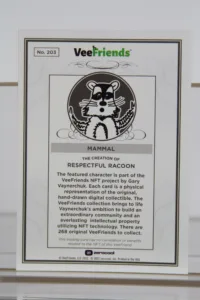 No. 203
VeeFriends
MAMMAL
THE CREATION OF
RESPECTFUL RACOON
The featured character is part of the
VeeFriends NFT project by Gary
Vaynerchuk. Each card is a physical
representation of the original,
hand-drawn digital collectible. The
VeeFriends collection brings to life
Vaynerchuk's ambition to build an
extraordinary community and an
overlasting intellectual property
utilizing NFT technology. There are
268 original VeeFriends to collect.